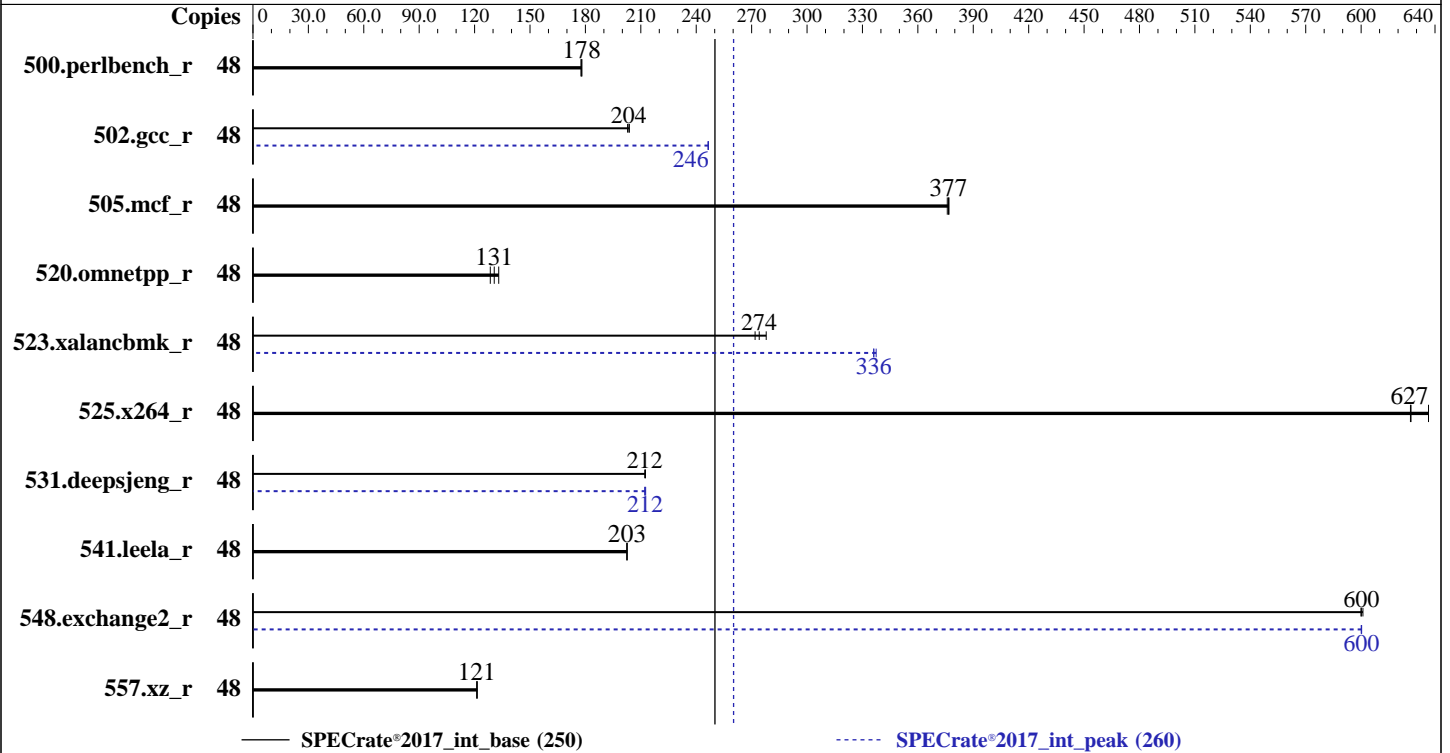 Copies 0 30.0 60.0 90.0 120 150 180 210 240 270 300 330 360 390 420 450 480 510 540 570 600 640
178
500.perlbench_r 48
204
502.gcc_r 48
246
377
505.mcf_r 48
131
520.omnetpp_r 48
274
523.xalancbmk_r 48
336
627
525.x264_r 48
212
531.deepsjeng_r 48
212
203
541.leela_r 48
600
548.exchange2_r 48
600
121
557.xz_r 48
SPECrate®2017_int_base (250) SPECrate®2017_int_peak (260)